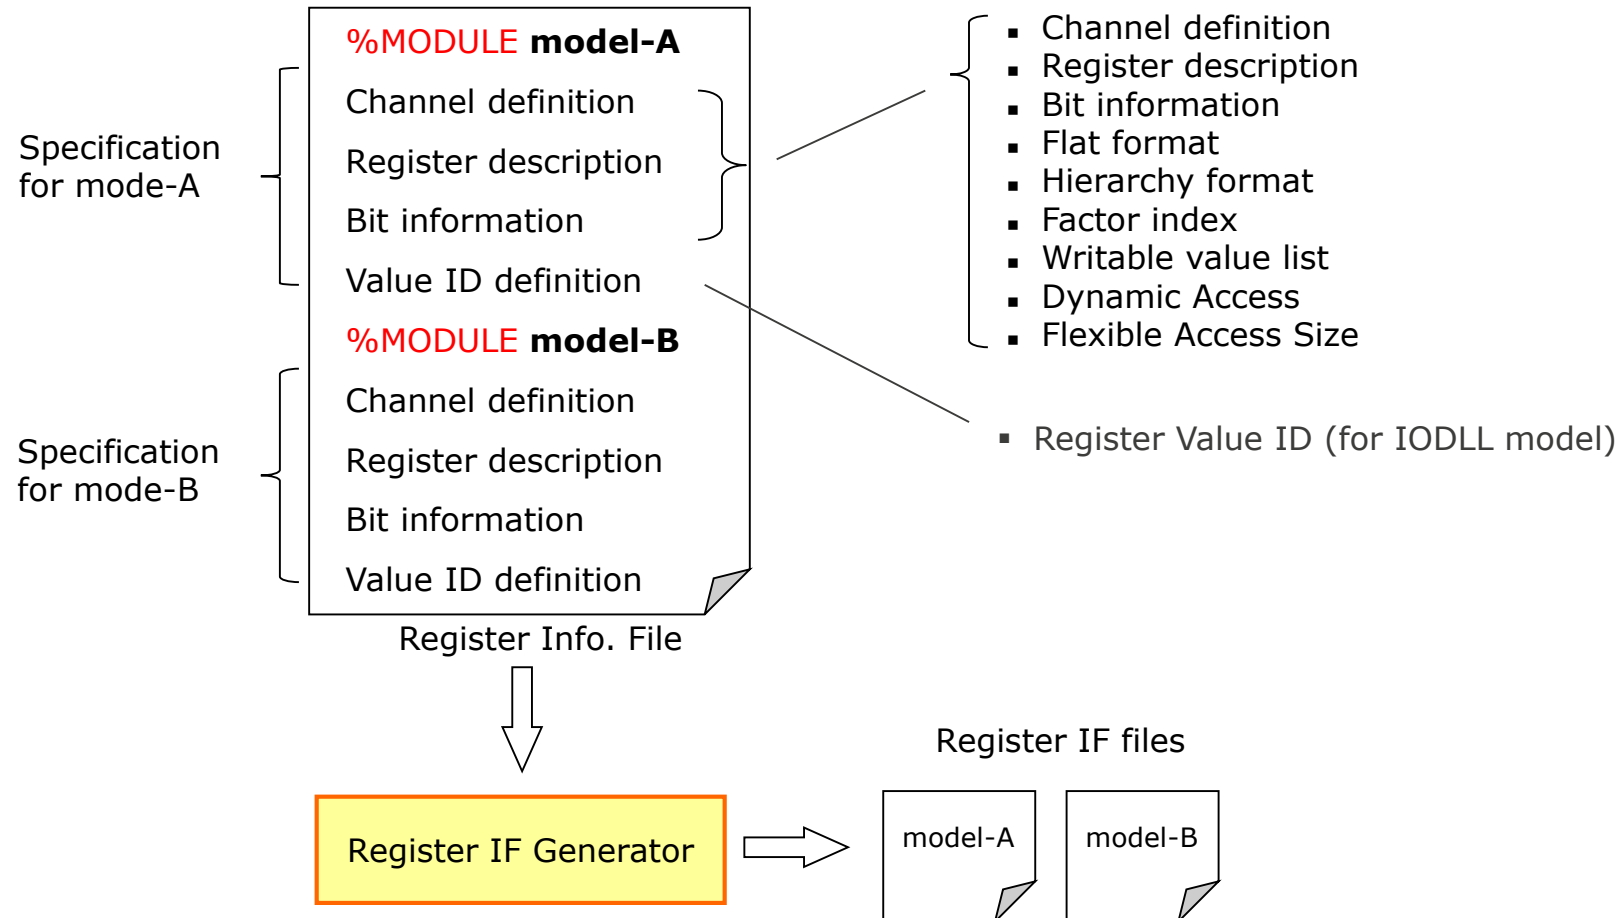 %MODULE model-A
Channel definition
Register description
Bit information
Value ID definition
%MODULE model-B
Channel definition
Register description
Bit information
Value ID definition
Specification
for mode-A
Specification
for mode-B
▪ Channel definition
▪ Register description
▪ Bit information
▪ Flat format
▪ Hierarchy format
▪ Factor index
▪ Writable value list
▪ Dynamic Access
▪ Flexible Access Size
▪ Register Value ID (for IODLL model)
Register Info. File
Register IF Generator
Register IF files
model-A
model-B